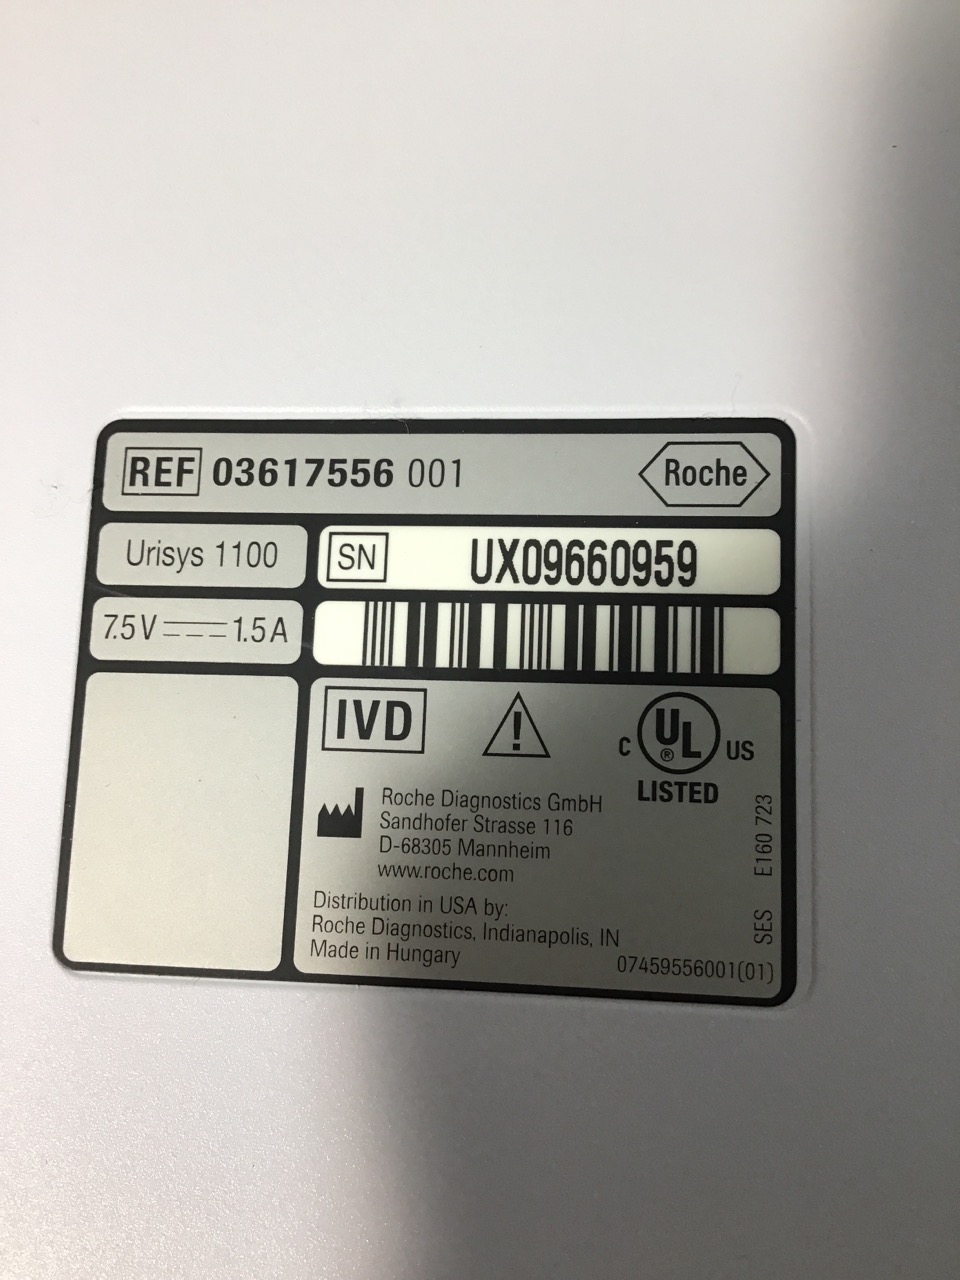 REF 03617556 001
Roche
Urisys 1100
SN UX09660959
7.5V 1.5A
IVD
C UL® US
LISTED
Roche Diagnostics GmbH
Sandhofer Strasse 116
D-68305 Mannheim
www.roche.com
Distribution in USA by:
Roche Diagnostics, Indianapolis, IN
Made in Hungary
07459556001(01)
SES E160 723